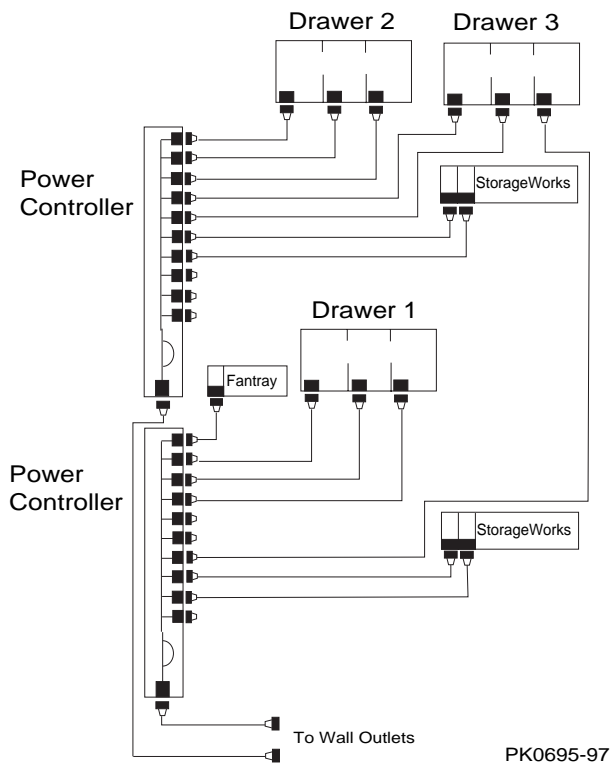 Drawer 2
Drawer 3
Power
Controller
StorageWorks
Drawer 1
Fantray
Power
Controller
StorageWorks
To Wall Outlets
PK0695-97